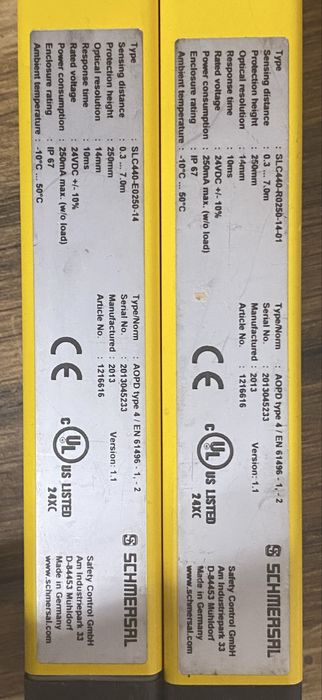 Type : SLC440-R0250-14-01
Sensing distance : 0.3 ... 7.0m
Protection height : 250mm
Optical resolution : 14mm
Response time : 10ms
Rated voltage : 24VDC +/- 10%
Power consumption : 250mA max. (w/o load)
Enclosure rating : IP 67
Ambient temperature : -10°C ... 50°C
Type/Norm : AOPD type 4 / EN 61496 - 1, - 2
Serial No. : 2013045233
Manufactured : 2013 Version: 1.1
Article No. : 1216616
CE
c UL US LISTED
24XC
SCHMERSAL
Safety Control GmbH
Am Industriepark 33
D-84453 Mühldorf
Made in Germany
www.schmersal.com
Type : SLC440-E0250-14
Sensing distance : 0.3 ... 7.0m
Protection height : 250mm
Optical resolution : 14mm
Response time : 10ms
Rated voltage : 24VDC +/- 10%
Power consumption : 250mA max. (w/o load)
Enclosure rating : IP 67
Ambient temperature : -10°C ... 50°C
Type/Norm : AOPD type 4 / EN 61496 - 1, - 2
Serial No. : 2013045233
Manufactured : 2013 Version: 1.1
Article No. : 1216616
CE
c UL US LISTED
24XC
SCHMERSAL
Safety Control GmbH
Am Industriepark 33
D-84453 Mühldorf
Made in Germany
www.schmersal.com